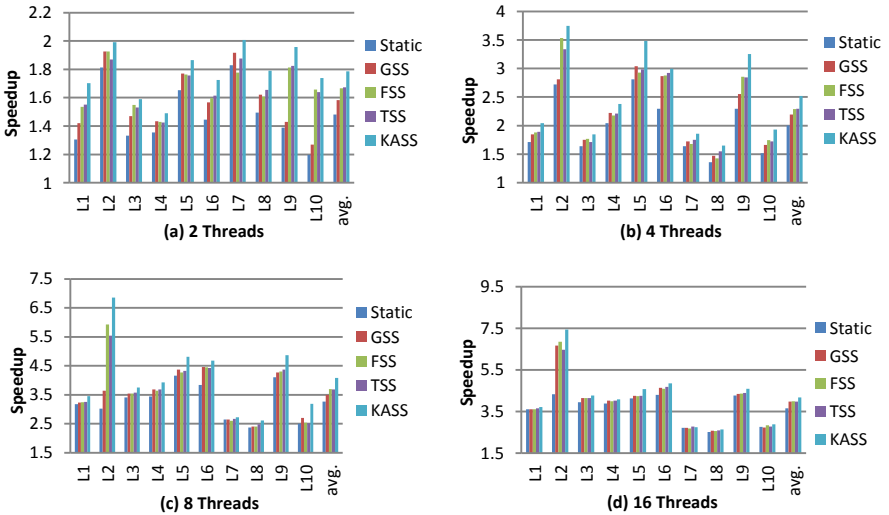 Speedup
2.2
2
1.8
1.6
1.4
1.2
1
L1
L2
L3
L4
L5
L6
L7
L8
L9
L10
avg.
Static
GSS
FSS
TSS
KASS
(a) 2 Threads
Speedup
4
3.5
3
2.5
2
1.5
1
L1
L2
L3
L4
L5
L6
L7
L8
L9
L10
avg.
Static
GSS
FSS
TSS
KASS
(b) 4 Threads
Speedup
7.5
6.5
5.5
4.5
3.5
2.5
1.5
L1
L2
L3
L4
L5
L6
L7
L8
L9
L10
avg.
Static
GSS
FSS
TSS
KASS
(c) 8 Threads
Speedup
9.5
7.5
5.5
3.5
1.5
L1
L2
L3
L4
L5
L6
L7
L8
L9
L10
avg.
Static
GSS
FSS
TSS
KASS
(d) 16 Threads